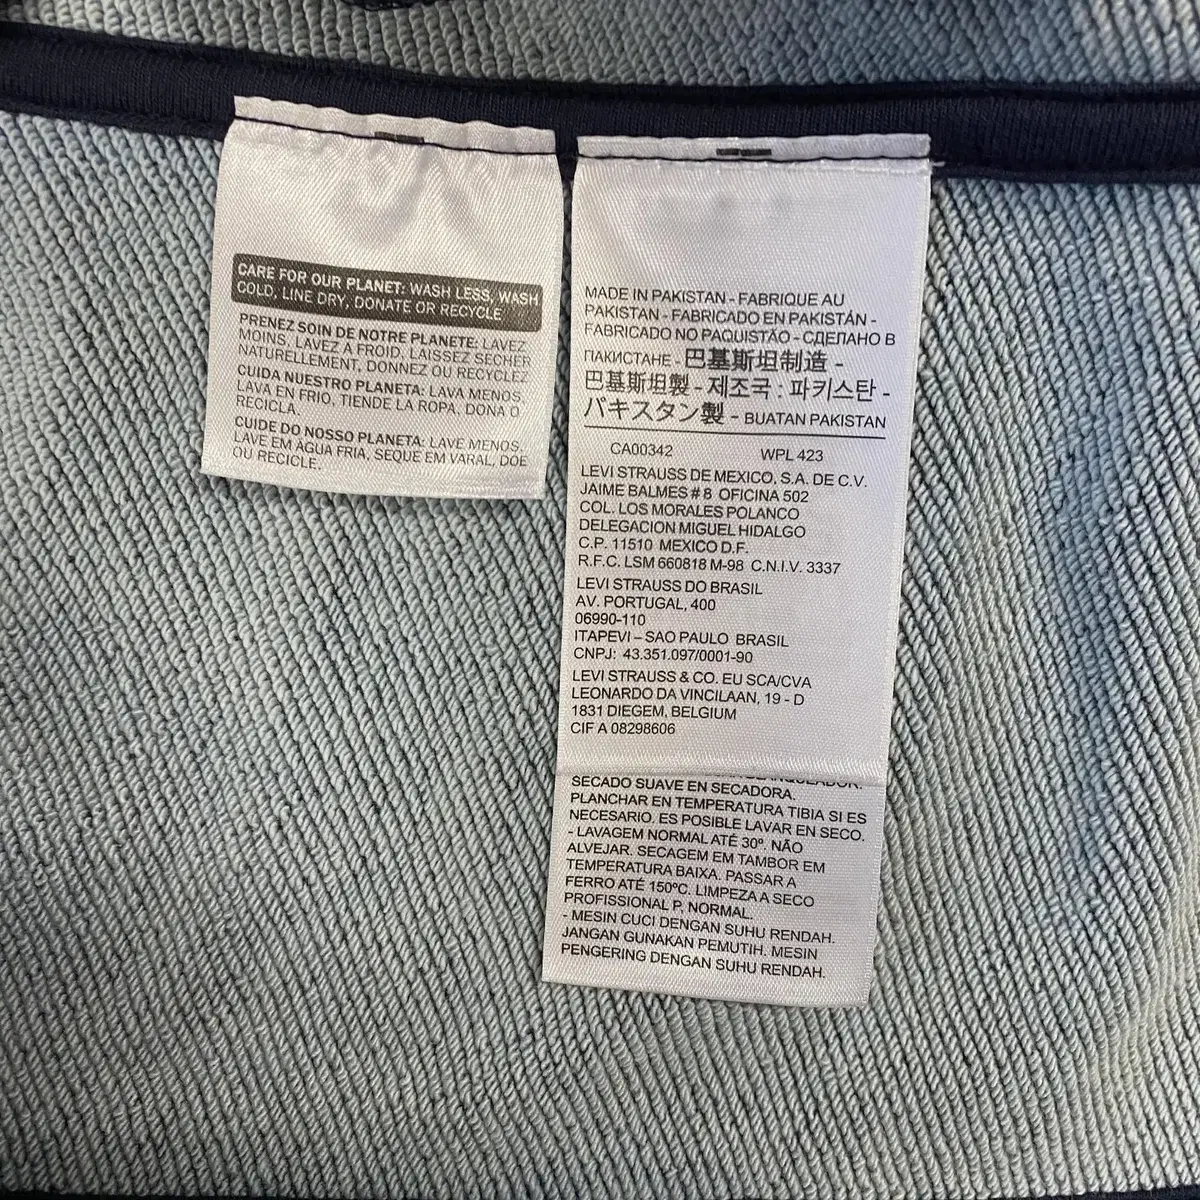 CARE FOR OUR PLANET: WASH LESS, WASH
COLD, LINE DRY, DONATE OR RECYCLE
PRENEZ SOIN DE NOTRE PLANETE: LAVEZ
MOINS, LAVEZ À FROID, LAISSEZ SECHER
NATURELLEMENT, DONNEZ OU RECYCLEZ
CUIDA NUESTRO PLANETA: LAVA MENOS,
LAVA EN FRIO, TIENDE LA ROPA, DONA O
RECICLA.
CUIDE DO NOSSO PLANETA: LAVE MENOS,
LAVE EM ÁGUA FRIA, SEQUE EM VARAL, DOE
OU RECICLE.
MADE IN PAKISTAN - FABRIQUE AU
PAKISTAN - FABRICADO EN PAKISTÁN -
FABRICADO NO PAQUISTÃO - СДЕЛАНО В
ПАКИСТАНЕ - 巴基斯坦制造 -
巴基斯坦製 - 제조국 : 파키스탄 -
パキスタン製 - BUATAN PAKISTAN
CA00342 WPL 423
LEVI STRAUSS DE MEXICO, S.A. DE C.V.
JAIME BALMES # 8 OFICINA 502
COL. LOS MORALES POLANCO
DELEGACION MIGUEL HIDALGO
C.P. 11510 MEXICO D.F.
R.F.C. LSM 660818 M-98 C.N.I.V. 3337
LEVI STRAUSS DO BRASIL
AV. PORTUGAL, 400
06990-110
ITAPEVI – SAO PAULO BRASIL
CNPJ: 43.351.097/0001-90
LEVI STRAUSS & CO. EU SCA/CVA
LEONARDO DA VINCILAAN, 19 - D
1831 DIEGEM, BELGIUM
CIF A 08298606
SECADO SUAVE EN SECADORA.
PLANCHAR EN TEMPERATURA TIBIA SI ES
NECESARIO. ES POSIBLE LAVAR EN SECO.
- LAVAGEM NORMAL ATÉ 30º. NÃO
ALVEJAR. SECAGEM EM TAMBOR EM
TEMPERATURA BAIXA. PASSAR A
FERRO ATÉ 150ºC. LIMPEZA A SECO
PROFISSIONAL P. NORMAL.
- MESIN CUCI DENGAN SUHU RENDAH.
JANGAN GUNAKAN PEMUTIH. MESIN
PENGERING DENGAN SUHU RENDAH.